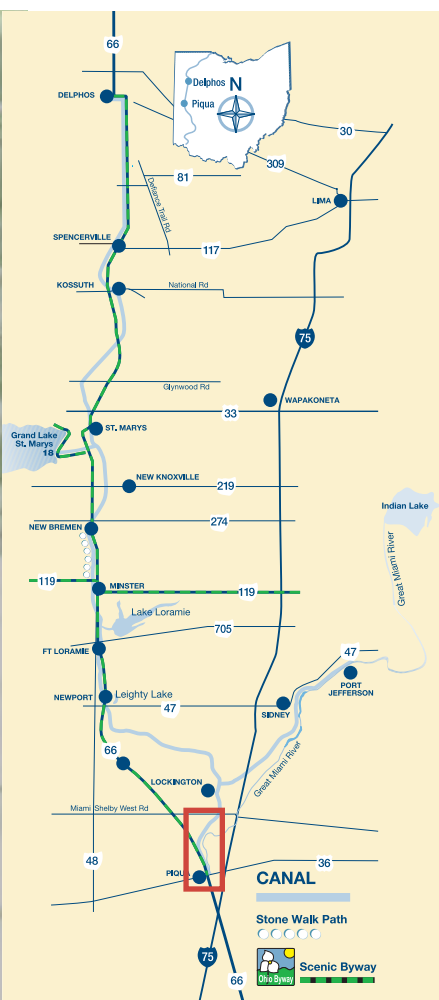 66
DELPHOS
Delphos
N
Piqua
30
309
81
Defiance Trail Rd
LIMA
SPENCERVILLE
117
KOSSUTH
National Rd
75
Glynwood Rd
WAPAKONETA
33
ST. MARYS
Grand Lake
St. Marys
18
NEW KNOXVILLE
219
Indian Lake
274
NEW BREMEN
Great Miami River
119
MINSTER
119
Lake Loramie
705
FT LORAMIE
47
PORT
JEFFERSON
NEWPORT
Leighty Lake
47
SIDNEY
66
Great Miami River
LOCKINGTON
Miami Shelby West Rd
48
36
PIQUA
CANAL
Stone Walk Path
75
Ohio Byway
Scenic Byway
66